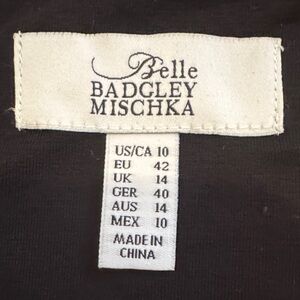 Belle
BADGLEY
MISCHKA
US/CA 10
EU 42
UK 14
GER 40
AUS 14
MEX 10
MADE IN
CHINA